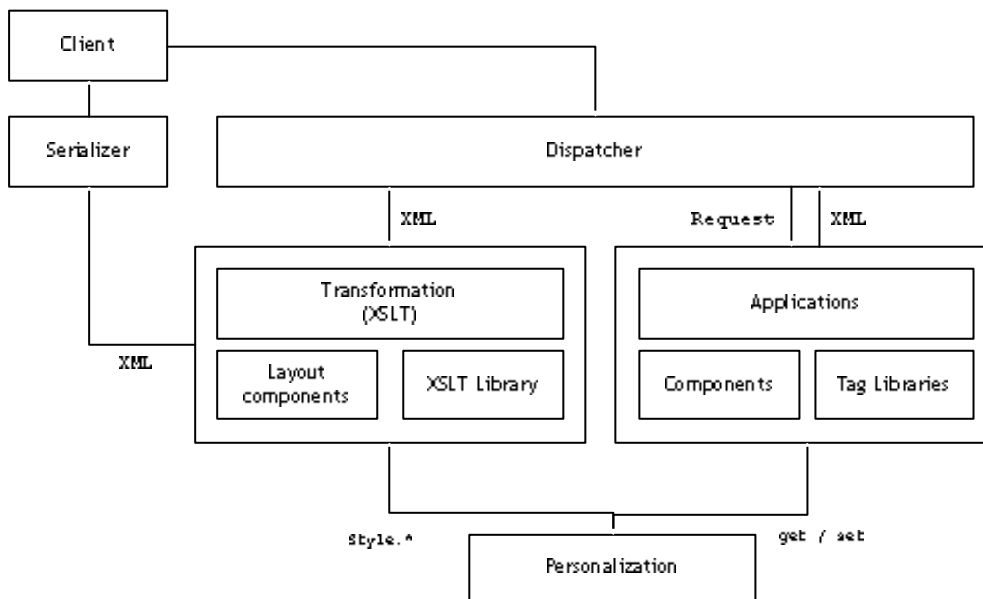 Client
Serializer
Dispatcher
XML
Request
XML
Transformation
(XSLT)
Applications
XML
Layout
components
XSLT Library
Components
Tag Libraries
Style.*
get / set
Personalization